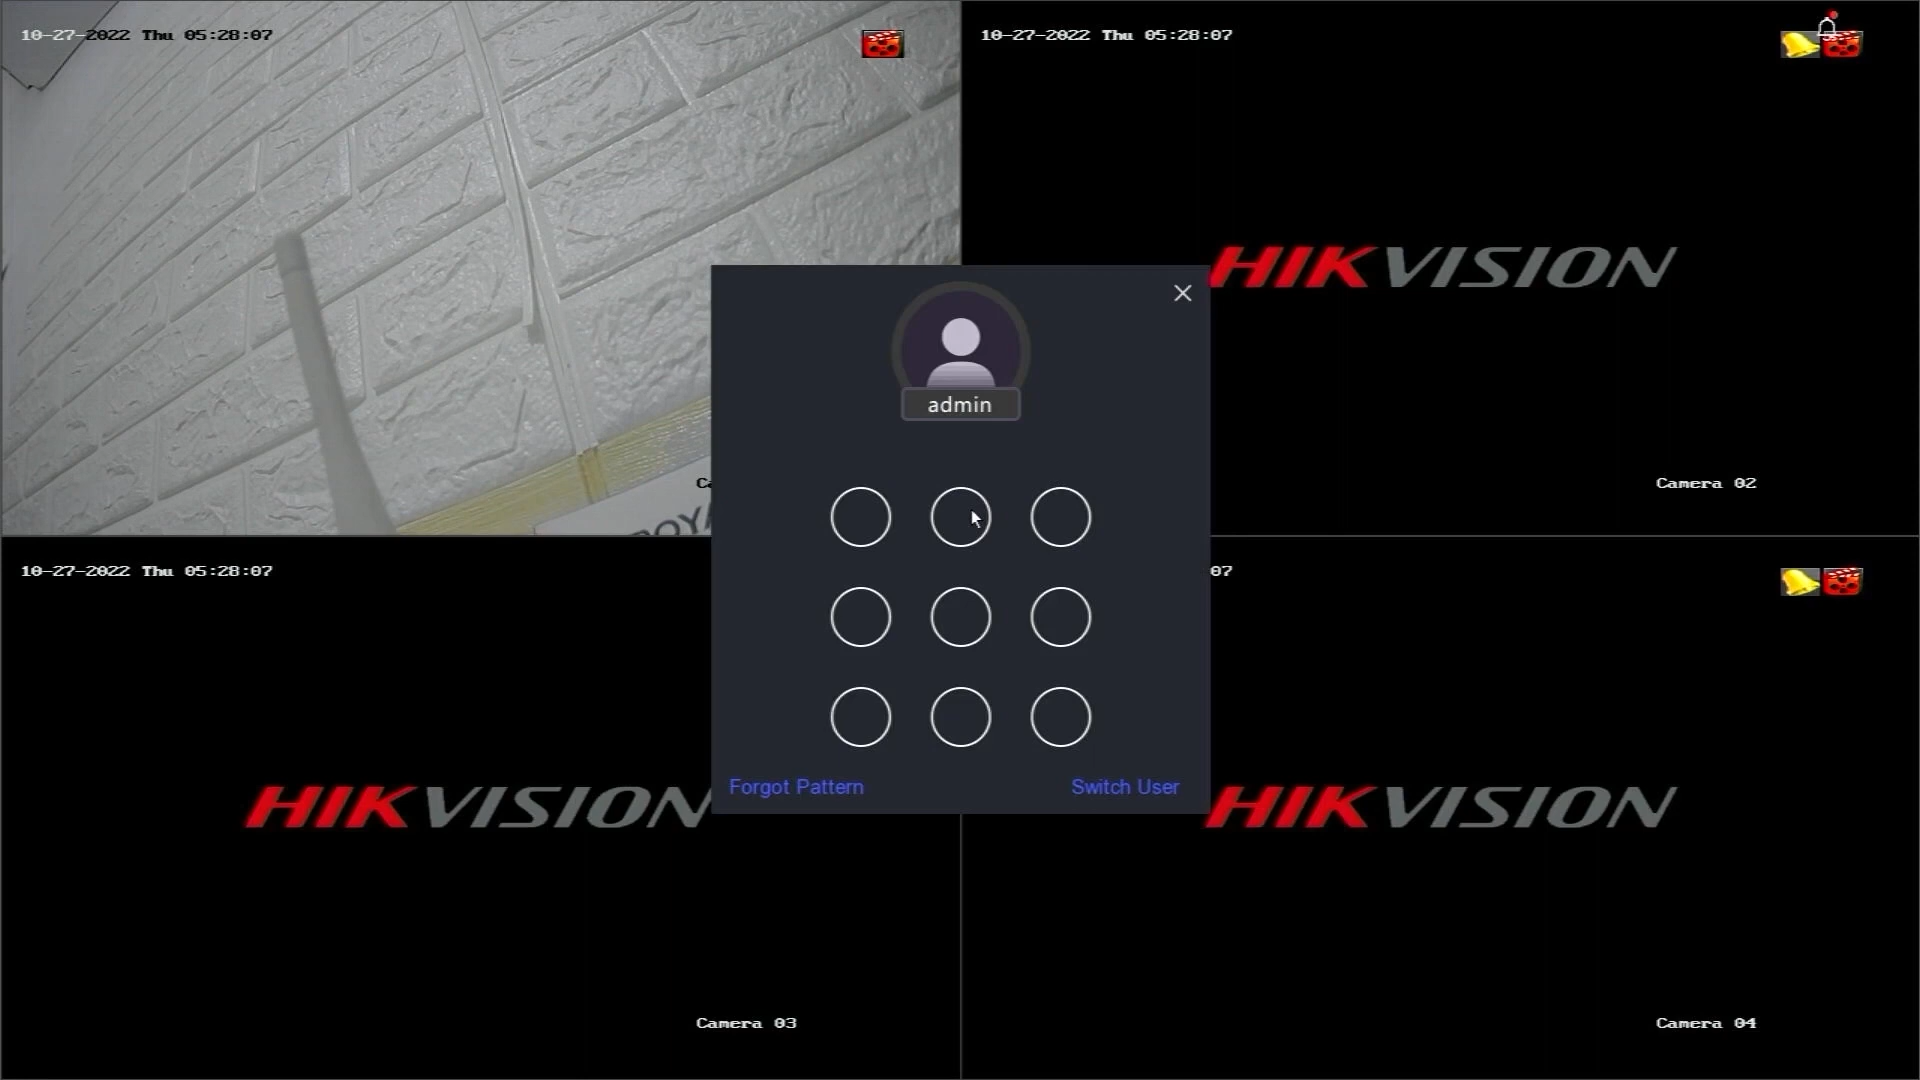 10-27-2022 Thu 05:28:07
10-27-2022 Thu 05:28:07
HIKVISION
admin
Camera 02
10-27-2022 Thu 05:28:07
07
Forgot Pattern
Switch User
HIKVISION
HIKVISION
Camera 03
Camera 04